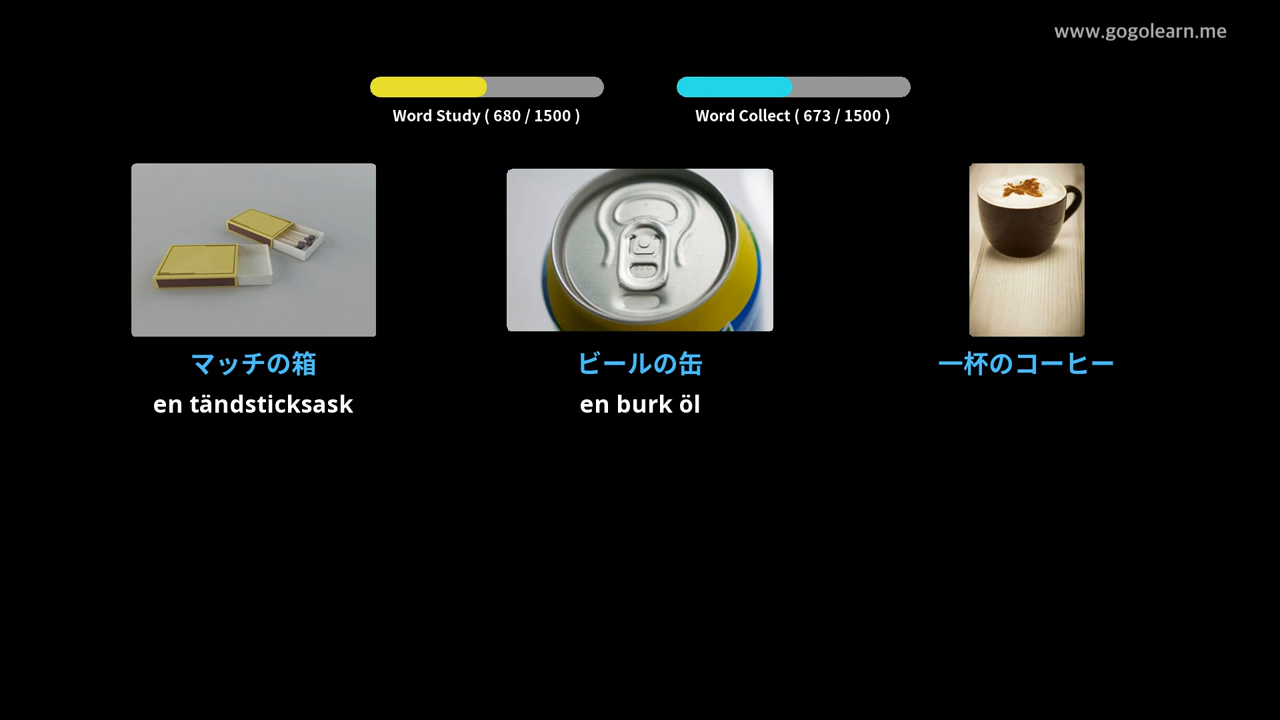 www.gogolearn.me
Word Study ( 680 / 1500 )
Word Collect ( 673 / 1500 )
マッチの箱
ビールの缶
一杯のコーヒー
en tändsticksask
en burk öl